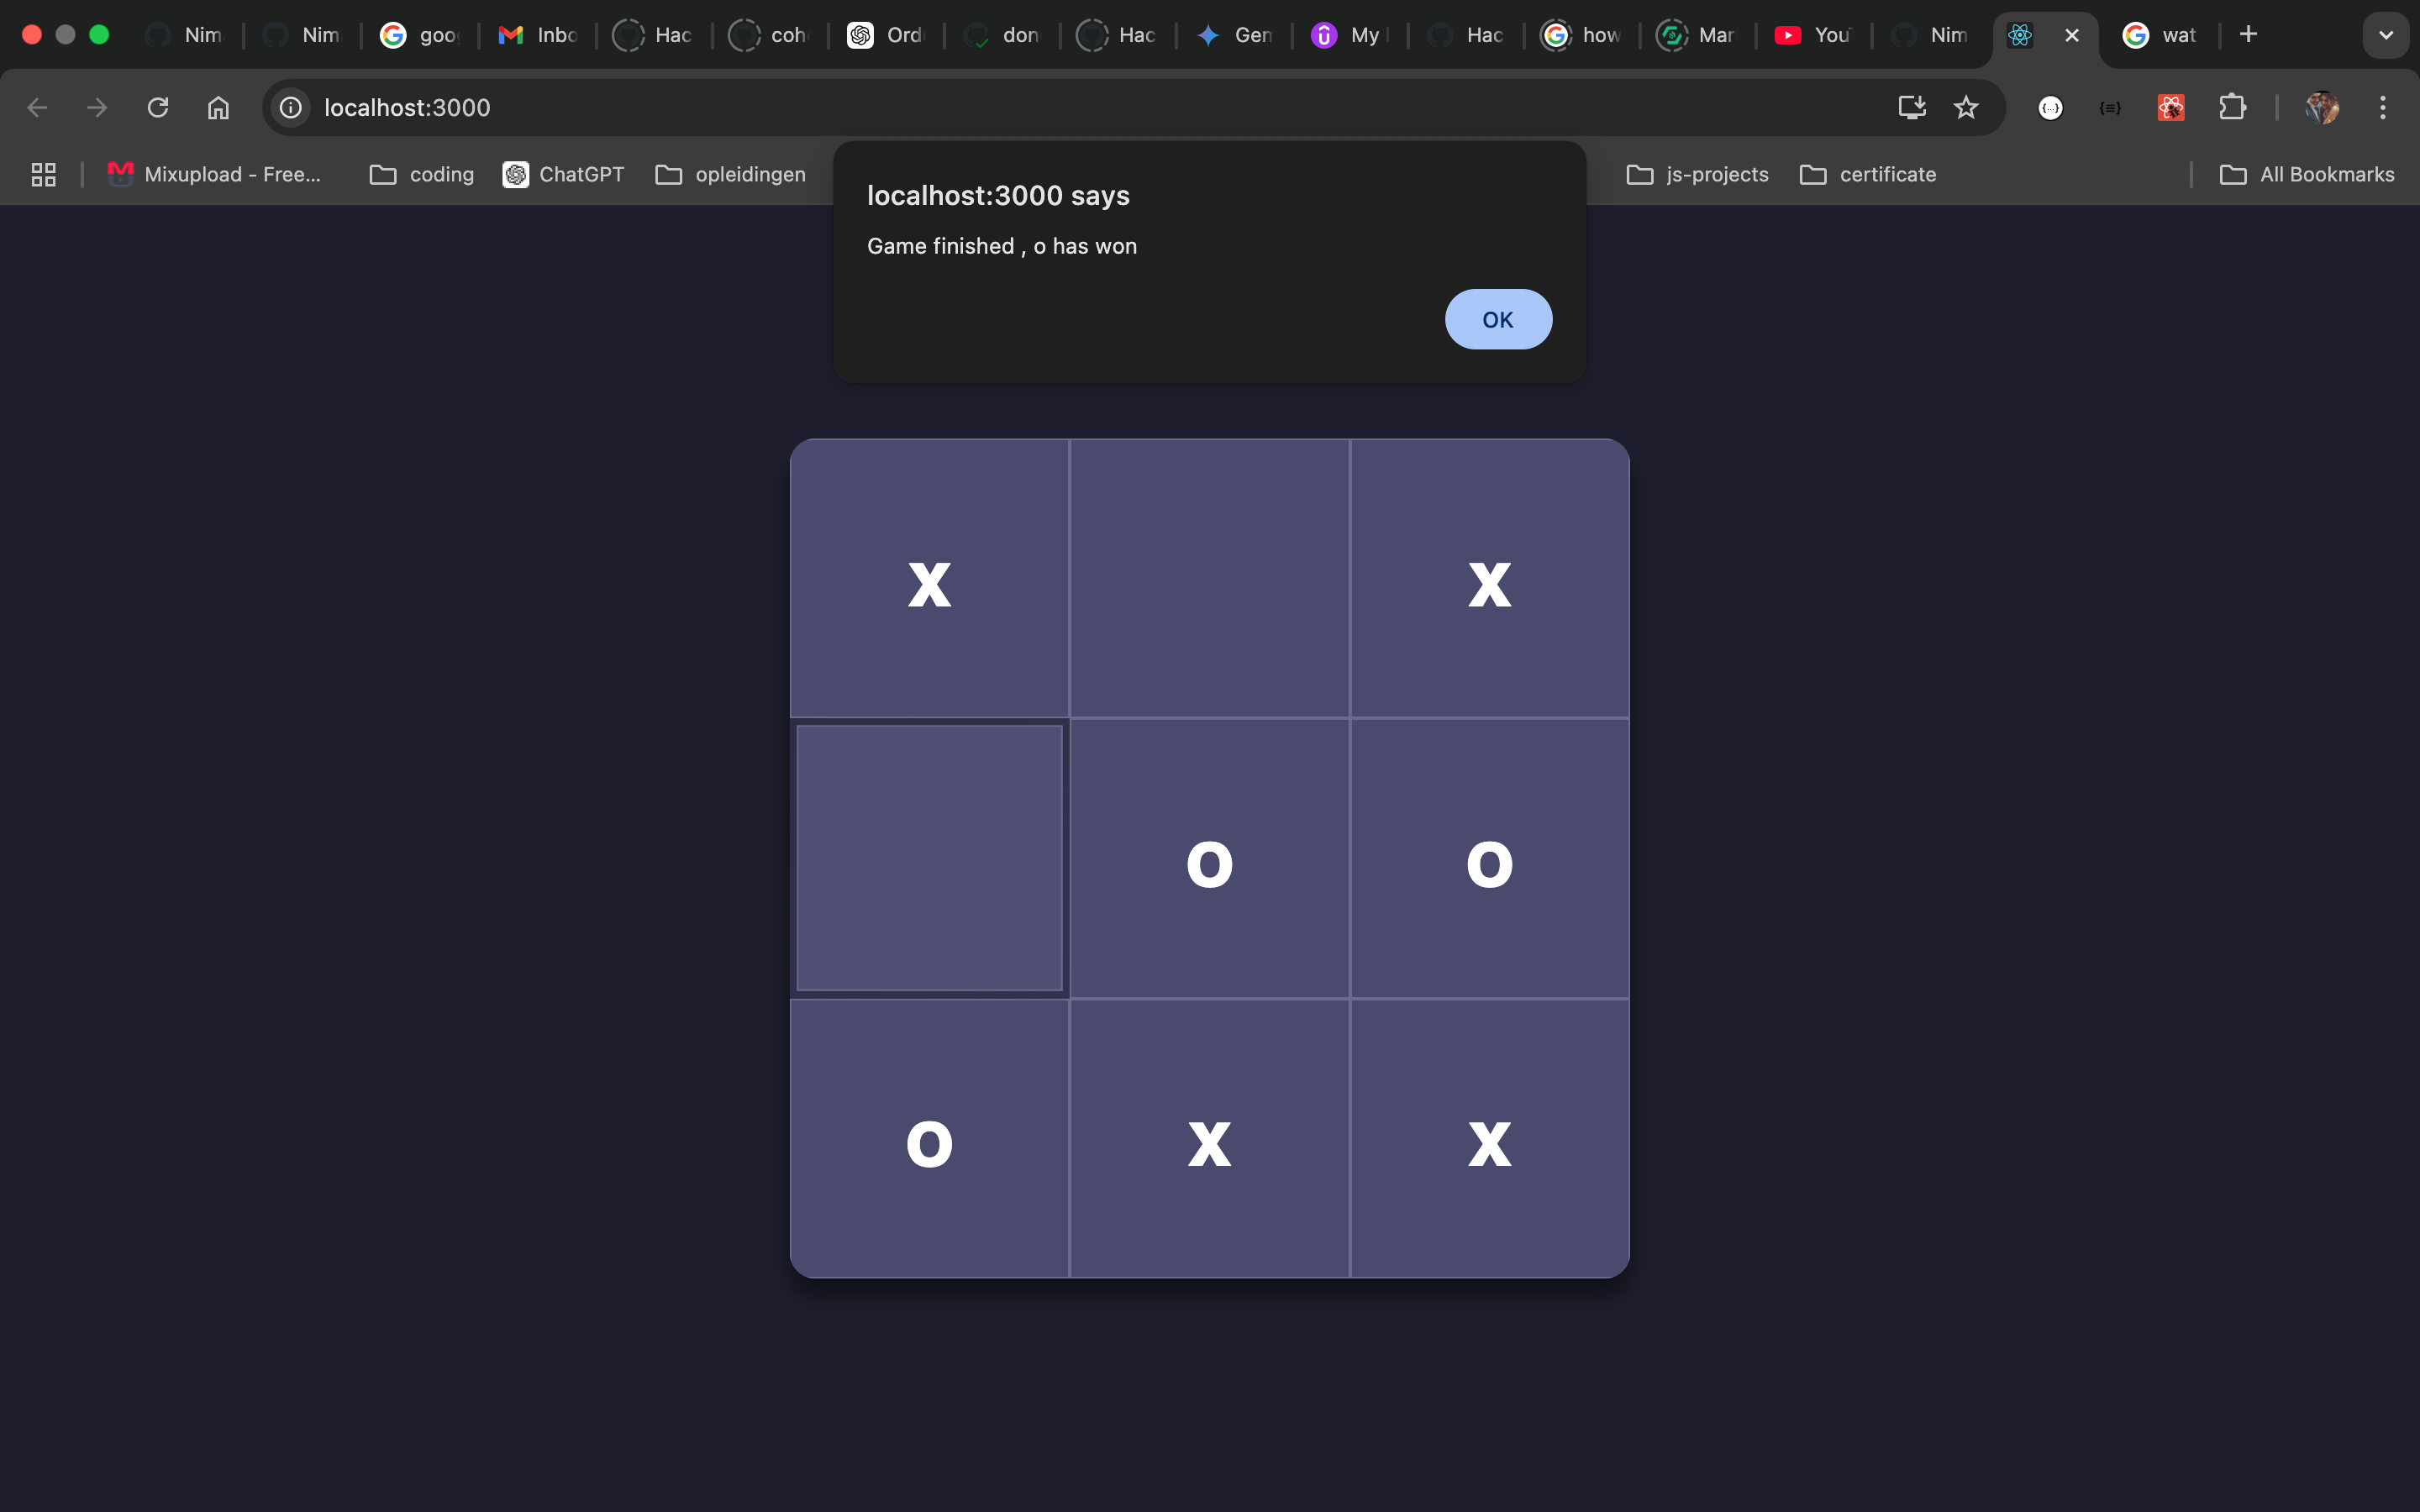 Nim Nim goo Inbo Hac coh Ord don Hac Gem My Hac how Mar You Nim wat
localhost:3000
Mixupload - Free... coding ChatGPT opleidingen js-projects certificate All Bookmarks
localhost:3000 says
Game finished , o has won
OK
X X
O O
O X X